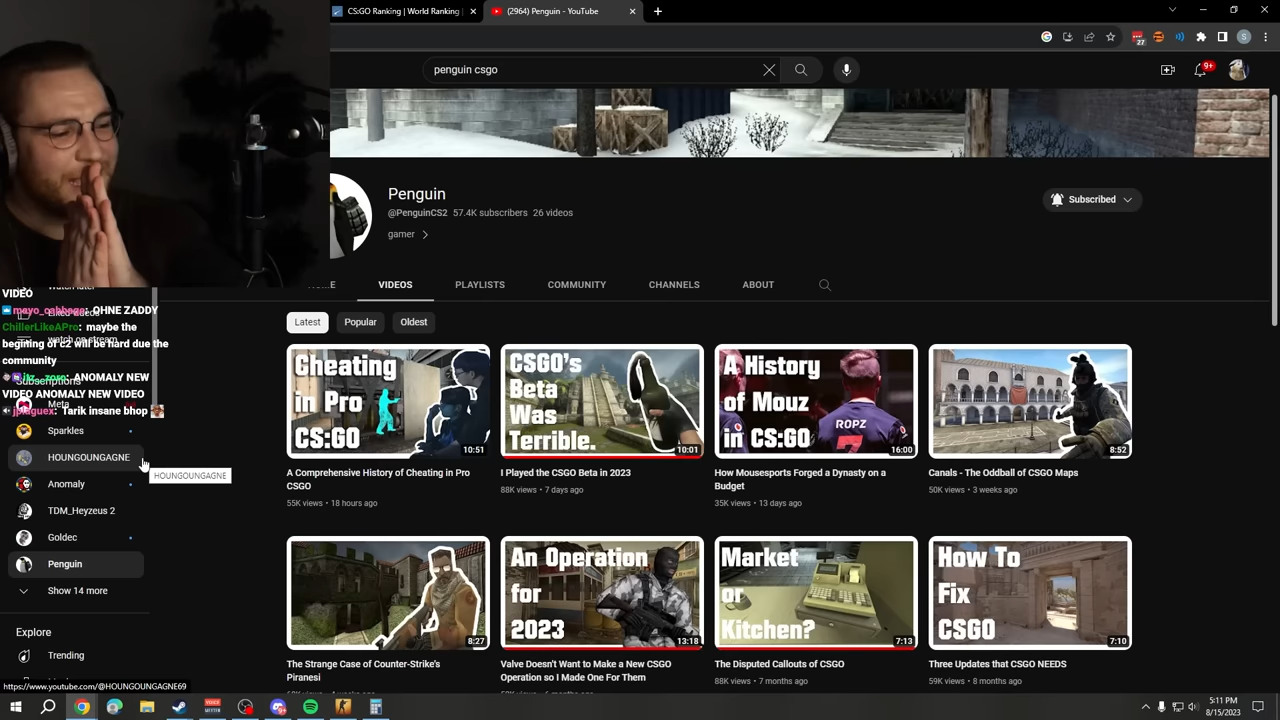 CS:GO Ranking | World Ranking
(2964) Penguin - YouTube
27
S
penguin csgo
9+
Penguin
@PenguinCS2 57.4K subscribers 26 videos
gamer
Subscribed
VIDEOS
PLAYLISTS
COMMUNITY
CHANNELS
ABOUT
Latest
Popular
Oldest
VIDEO
mayo_cabbage: OHNE ZADDY
ChillerLikeAPro: maybe the
begining of c2 will be hard due the
community
watch on stream
Subscriptions
ANOMALY NEW
VIDEO ANOMALY NEW VIDEO
Meta
Tarik insane bhop
Sparkles
HOUNGOUNGAGNE
HOUNGOUNGAGNE
Anomaly
TDM_Heyzeus 2
Goldec
Penguin
Show 14 more
Explore
Trending
https://www.youtube.com/@HOUNGOUNGAGNE69
Cheating
in Pro
CS:GO
10:51
A Comprehensive History of Cheating in Pro
CSGO
55K views • 18 hours ago
CSGO's
Beta
Was
Terrible.
10:01
I Played the CSGO Beta in 2023
88K views • 7 days ago
A History
of Mouz
in CS:GO
ROPZ
16:00
How Mousesports Forged a Dynasty on a
Budget
35K views • 13 days ago
8:52
Canals - The Oddball of CSGO Maps
50K views • 3 weeks ago
8:27
The Strange Case of Counter-Strike's
Piranesi
An Operation
for
2023
13:18
Valve Doesn't Want to Make a New CSGO
Operation so I Made One For Them
Market
or
Kitchen?
7:13
The Disputed Callouts of CSGO
88K views • 7 months ago
How To
Fix
CSGO
7:10
Three Updates that CSGO NEEDS
59K views • 8 months ago
5:11 PM
8/15/2023